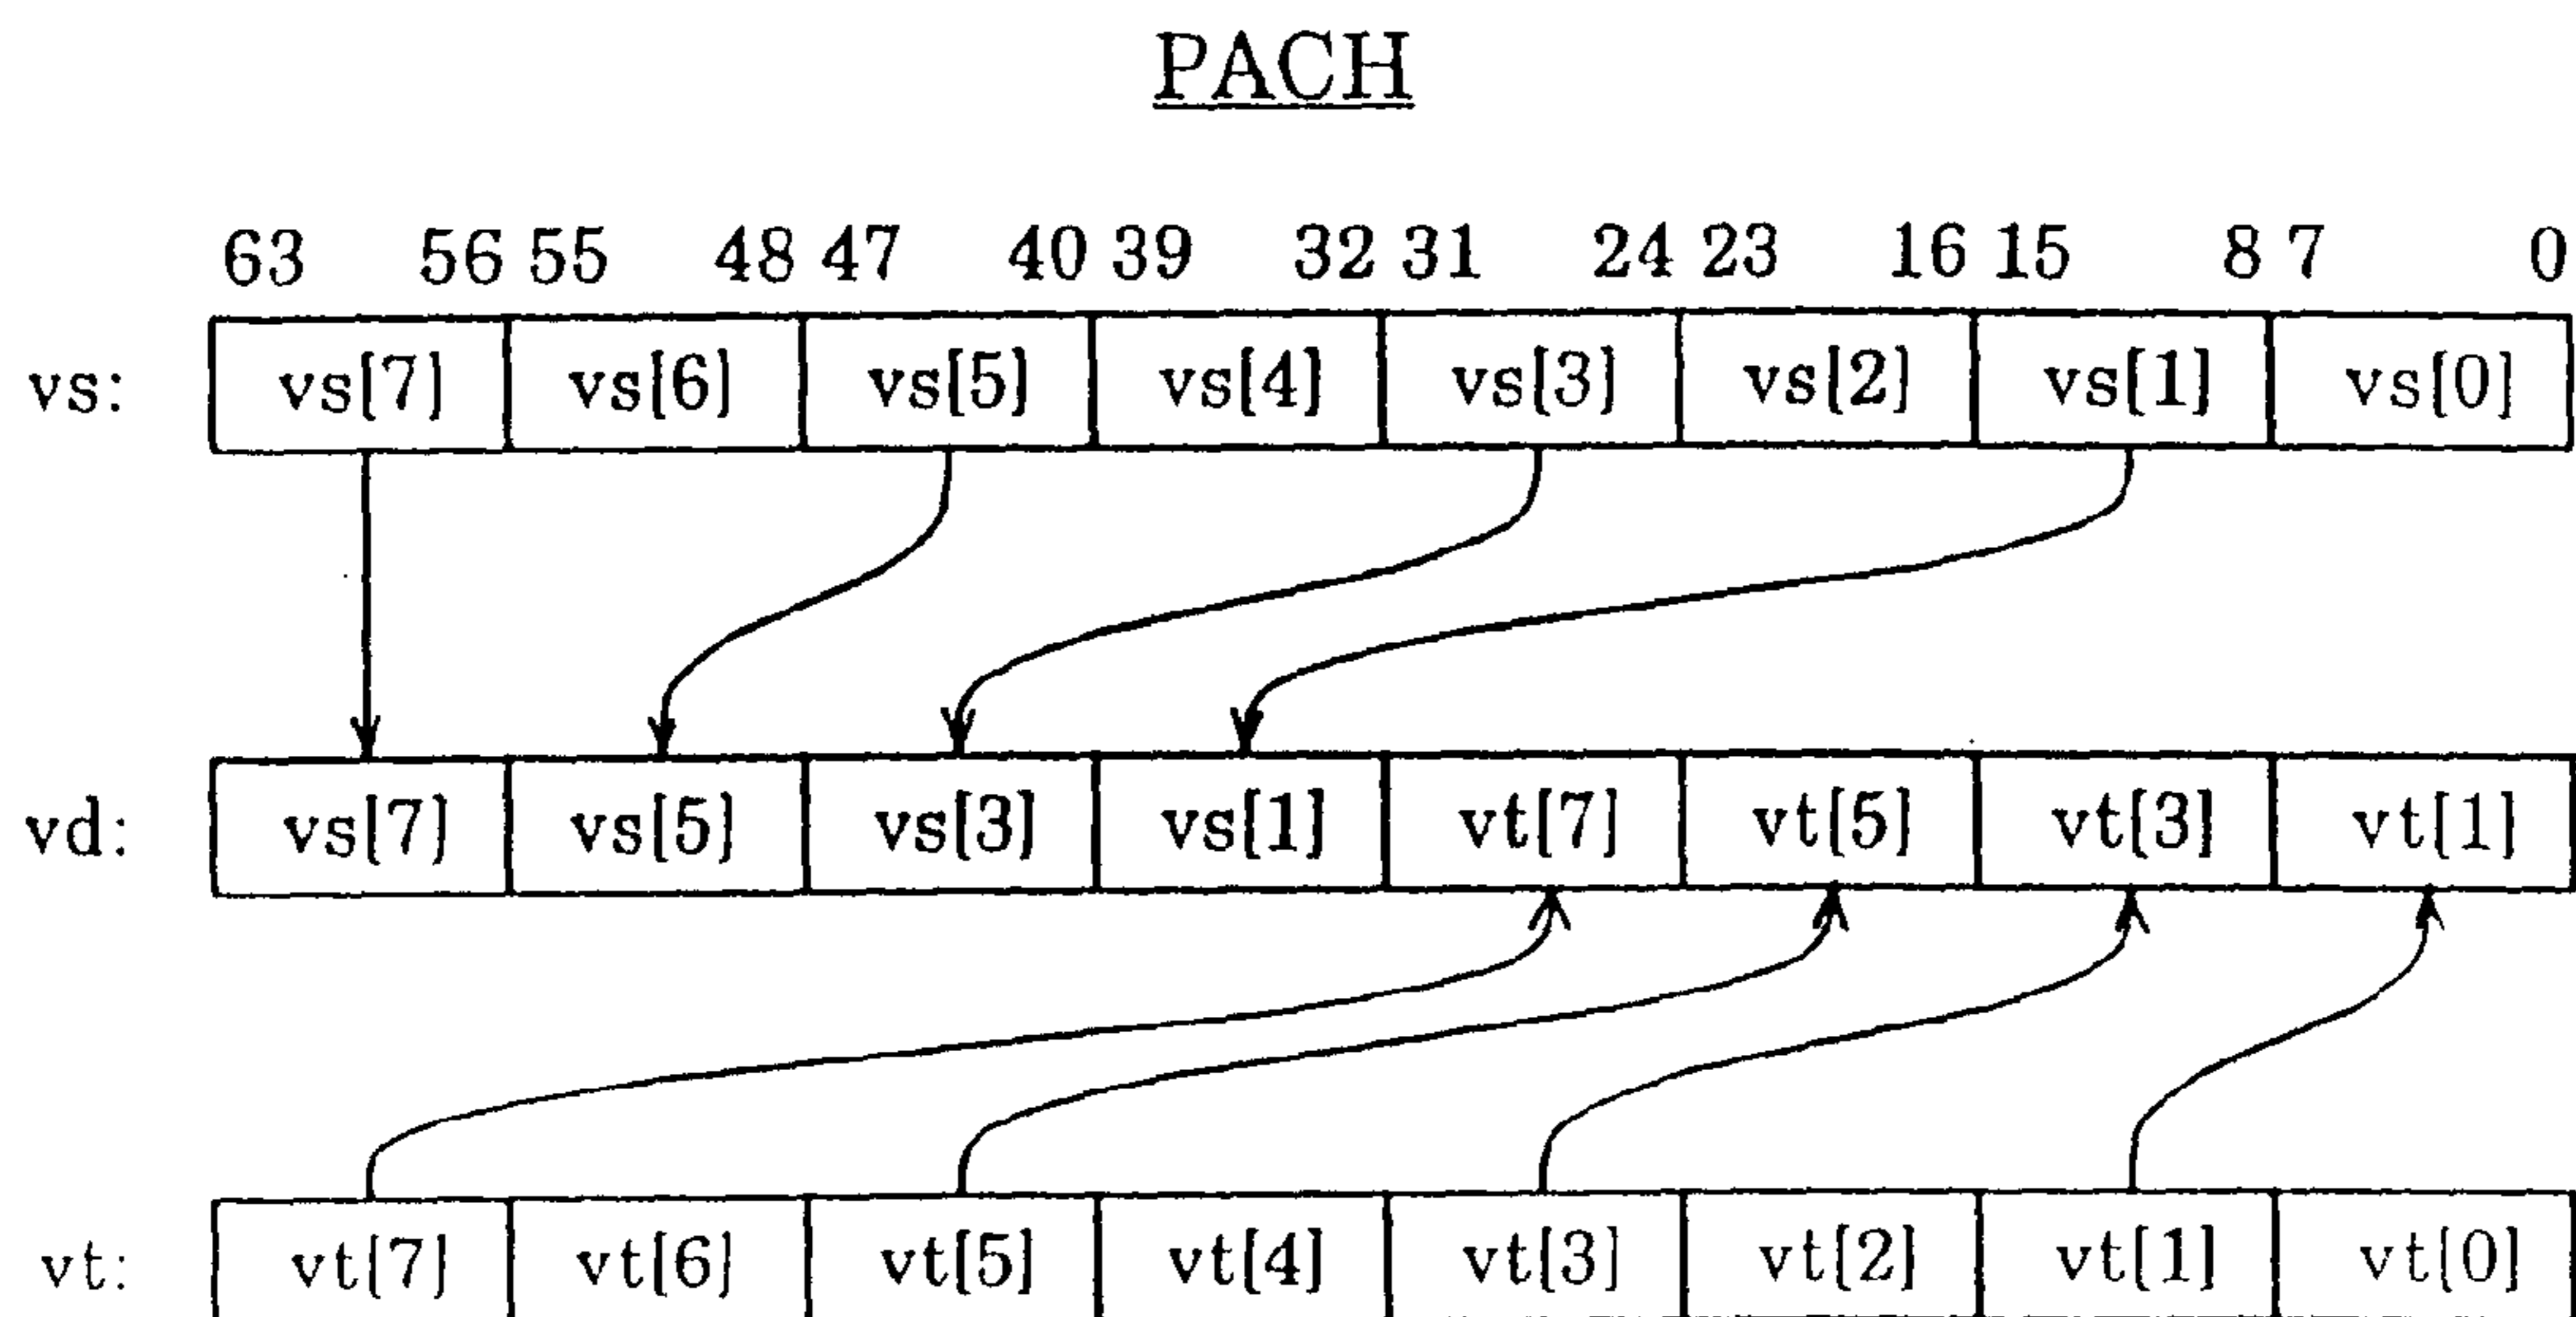 PACH
63 56 55 48 47 40 39 32 31 24 23 16 15 8 7 0
vs: vs[7] vs[6] vs[5] vs[4] vs[3] vs[2] vs[1] vs[0]
vd: vs[7] vs[5] vs[3] vs[1] vt[7] vt[5] vt[3] vt[1]
vt: vt[7] vt[6] vt[5] vt[4] vt[3] vt[2] vt[1] vt[0]